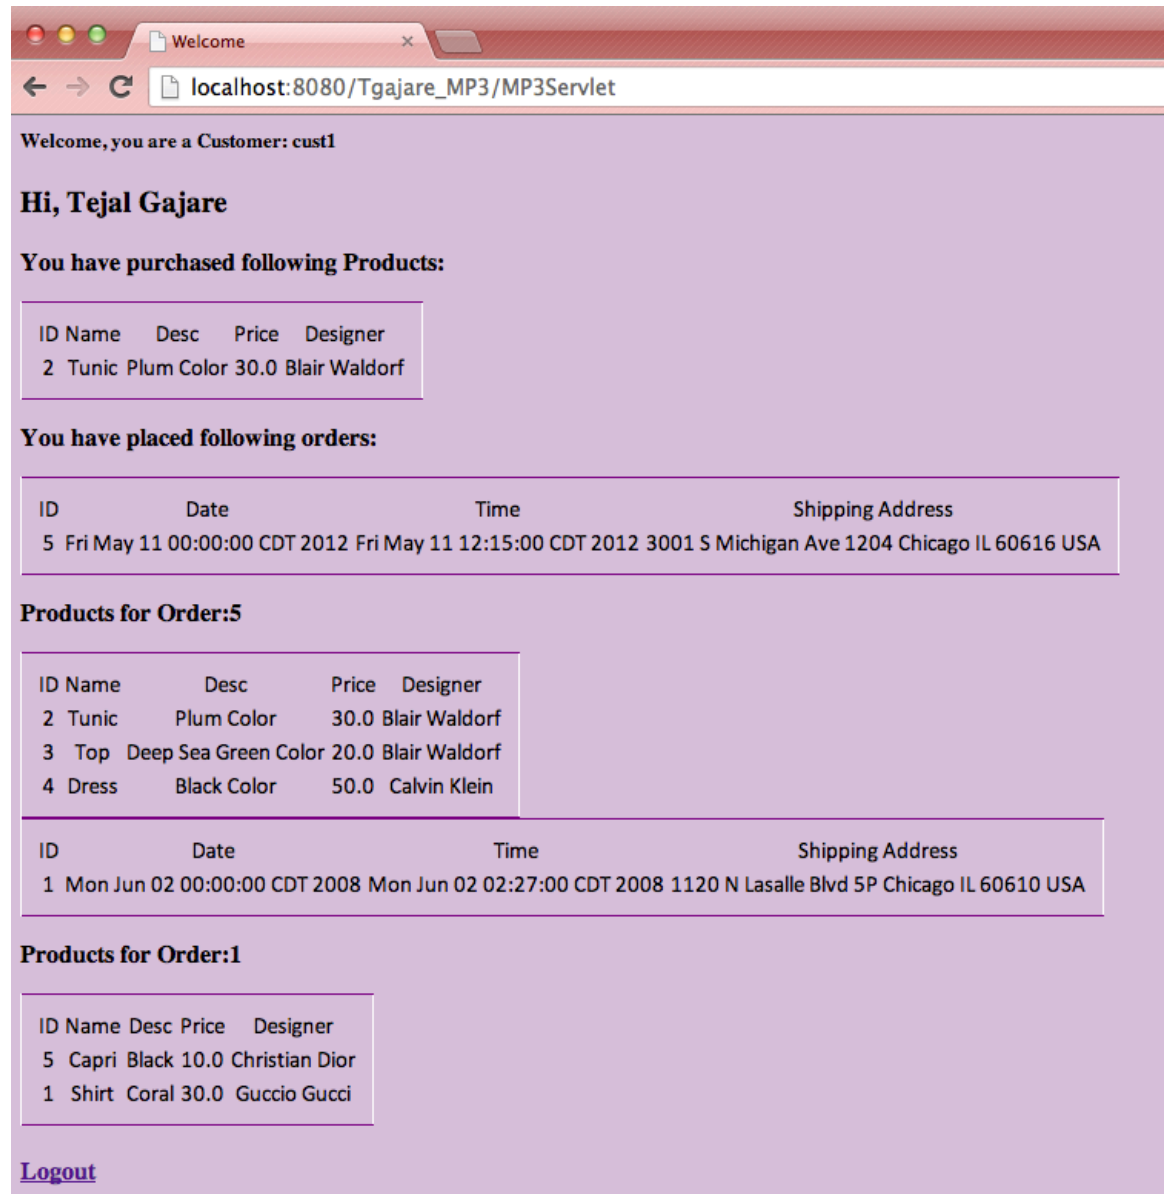 Welcome
localhost:8080/Tgajare_MP3/MP3Servlet
Welcome, you are a Customer: cust1
Hi, Tejal Gajare
You have purchased following Products:
ID Name Desc Price Designer
2 Tunic Plum Color 30.0 Blair Waldorf
You have placed following orders:
ID Date Time Shipping Address
5 Fri May 11 00:00:00 CDT 2012 Fri May 11 12:15:00 CDT 2012 3001 S Michigan Ave 1204 Chicago IL 60616 USA
Products for Order:5
ID Name Desc Price Designer
2 Tunic Plum Color 30.0 Blair Waldorf
3 Top Deep Sea Green Color 20.0 Blair Waldorf
4 Dress Black Color 50.0 Calvin Klein
ID Date Time Shipping Address
1 Mon Jun 02 00:00:00 CDT 2008 Mon Jun 02 02:27:00 CDT 2008 1120 N Lasalle Blvd 5P Chicago IL 60610 USA
Products for Order:1
ID Name Desc Price Designer
5 Capri Black 10.0 Christian Dior
1 Shirt Coral 30.0 Guccio Gucci
Logout